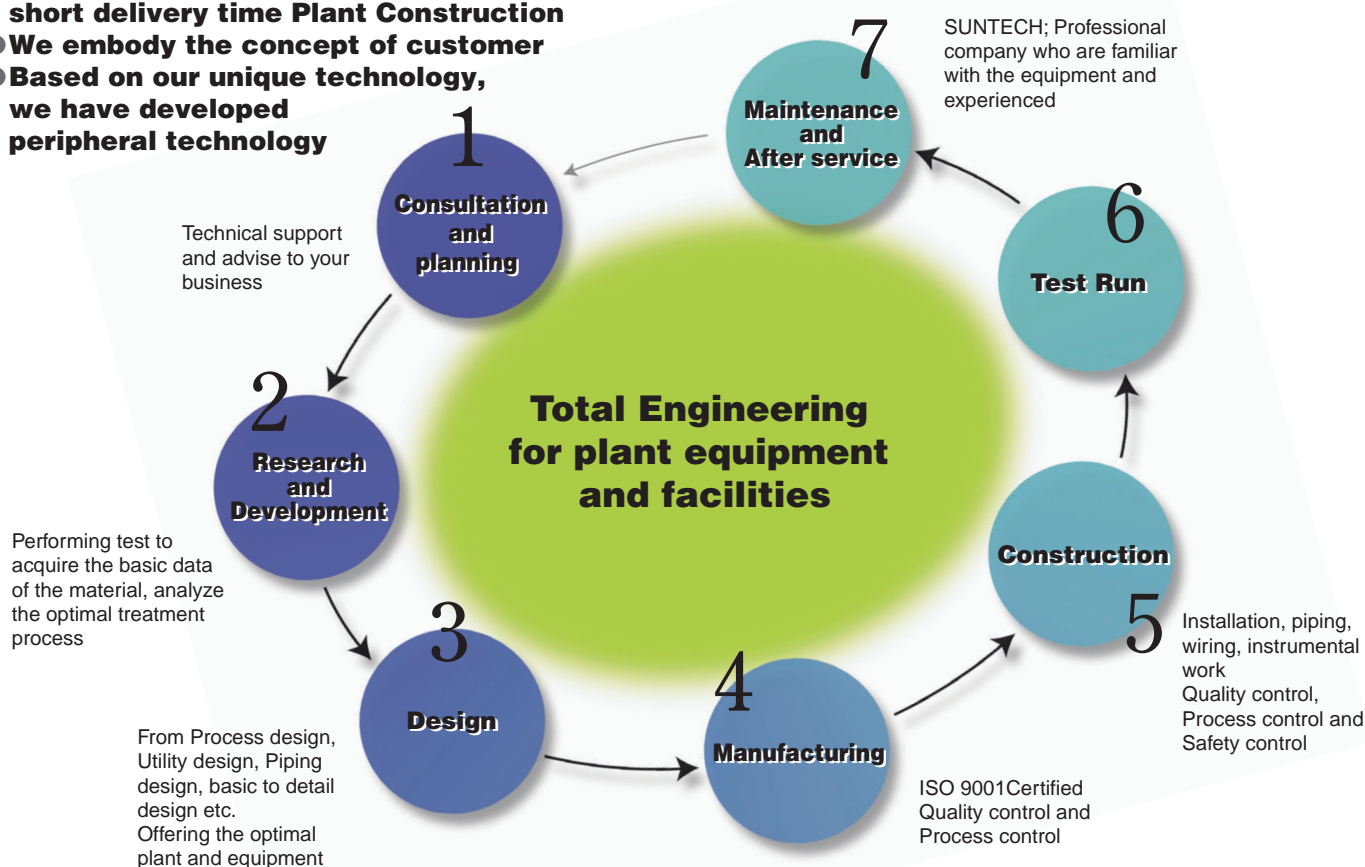 short delivery time Plant Construction
●We embody the concept of customer
●Based on our unique technology,
we have developed
peripheral technology
1
Consultation
and
planning
Technical support
and advise to your
business
2
Research
and
Development
Performing test to
acquire the basic data
of the material, analyze
the optimal treatment
process
3
Design
From Process design,
Utility design, Piping
design, basic to detail
design etc.
Offering the optimal
plant and equipment
4
Manufacturing
ISO 9001Certified
Quality control and
Process control
5
Construction
Installation, piping,
wiring, instrumental
work
Quality control,
Process control and
Safety control
6
Test Run
7
Maintenance
and
After service
SUNTECH; Professional
company who are familiar
with the equipment and
experienced
Total Engineering
for plant equipment
and facilities